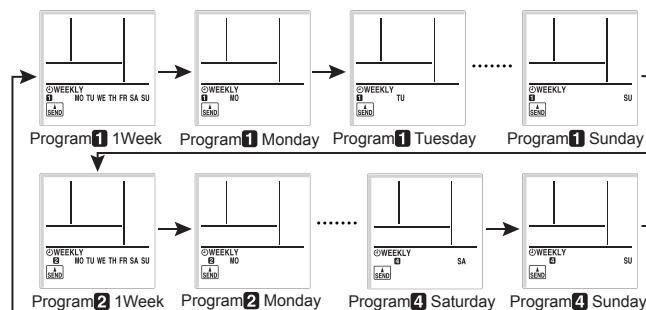 WEEKLY
1 MO TU WE TH FR SA SU
SEND
Program 1 1Week
WEEKLY
1 MO
SEND
Program 1 Monday
WEEKLY
1 TU
SEND
Program 1 Tuesday
WEEKLY
1 SU
SEND
Program 1 Sunday
WEEKLY
2 MO TU WE TH FR SA SU
SEND
Program 2 1Week
WEEKLY
2 MO
SEND
Program 2 Monday
WEEKLY
4 SA
SEND
Program 4 Saturday
WEEKLY
4 SU
SEND
Program 4 Sunday